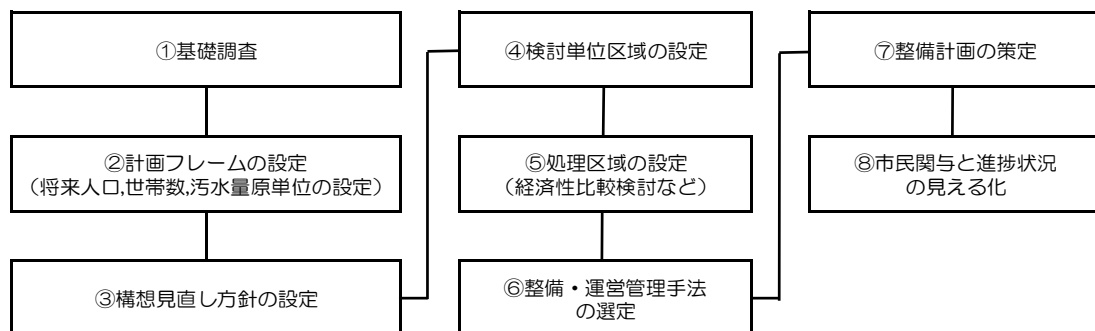 ①基礎調査
②計画フレームの設定
（将来人口,世帯数,汚水量原単位の設定）
③構想見直し方針の設定
④検討単位区域の設定
⑤処理区域の設定
（経済性比較検討など）
⑥整備・運営管理手法
の選定
⑦整備計画の策定
⑧市民関与と進捗状況
の見える化